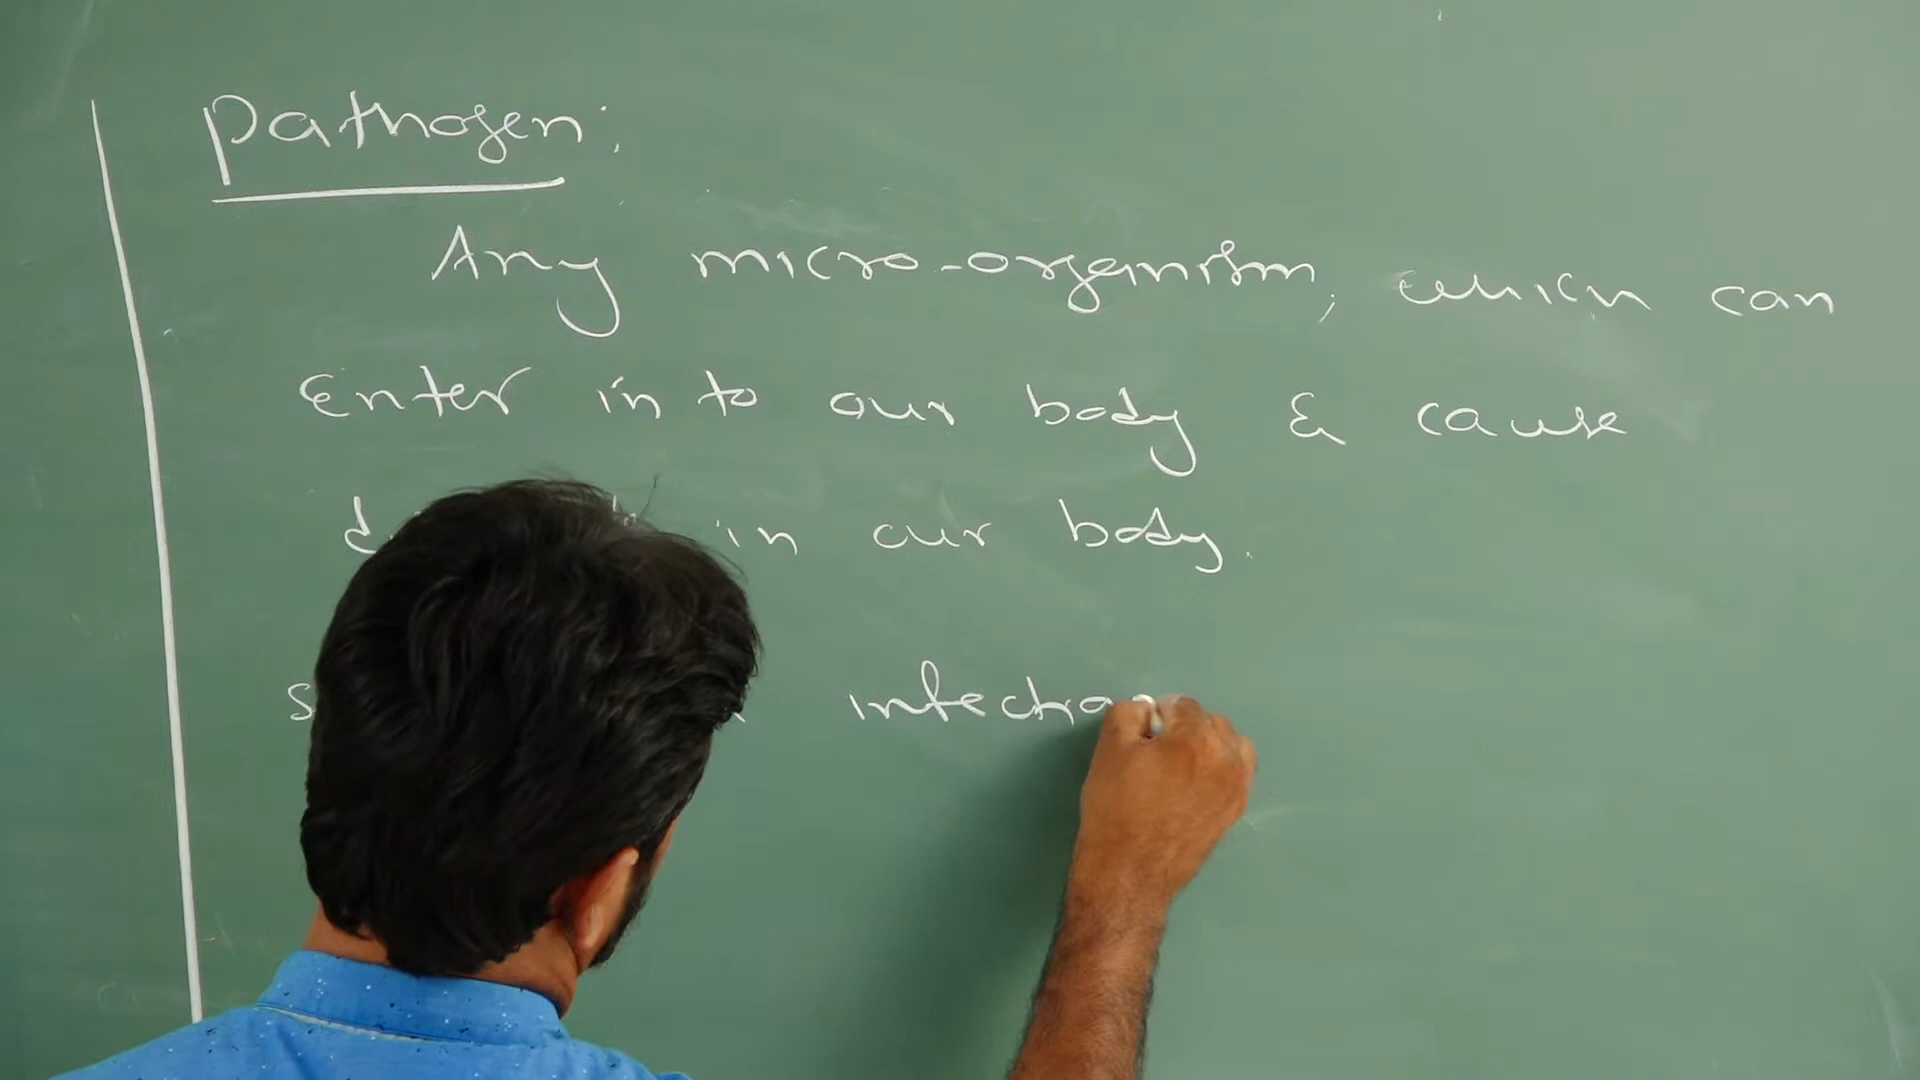 Pathogen:
Any micro-organism, which can
Enter in to our body & cause
in our body.
infection